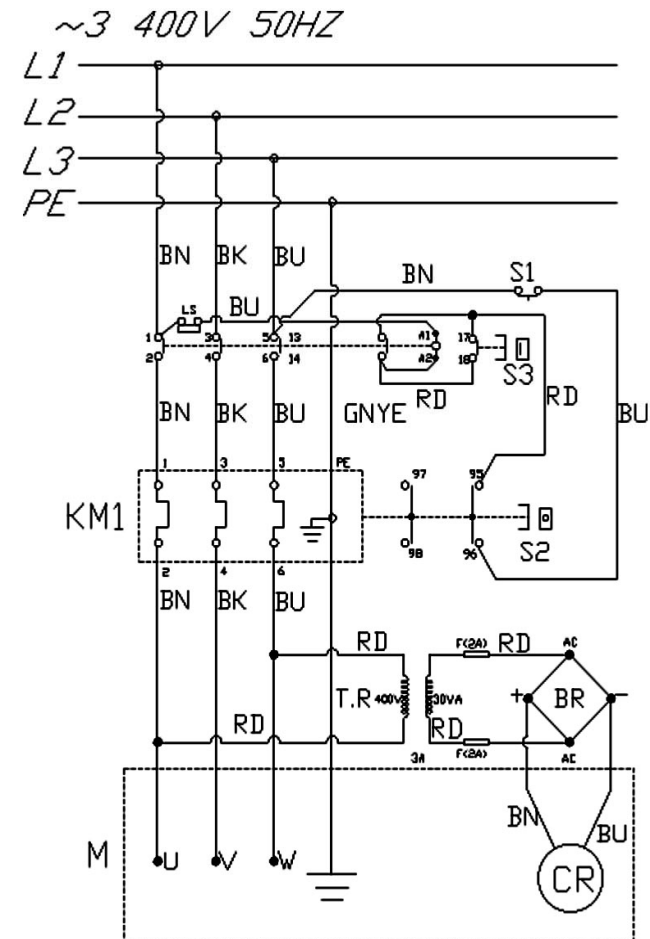 ~3 400V 50HZ
L1
L2
L3
PE
BN BK BU BN S1
LS BU
1 3 5 13 A1 17
2 4 6 14 A2 18 S3
BN BK BU GNYE RD RD BU
1 3 5 PE 97 95
KM1
98 96 S2
2 4 6
BN BK BU
RD F(2A) RD AC
T.R 400V 30VA + BR -
RD RD
3A F(2A) AC
BN BU
M U V W CR